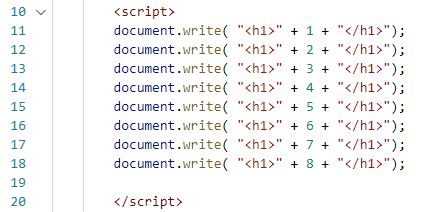 10 <script>
11 document.write( "<h1>" + 1 + "</h1>");
12 document.write( "<h1>" + 2 + "</h1>");
13 document.write( "<h1>" + 3 + "</h1>");
14 document.write( "<h1>" + 4 + "</h1>");
15 document.write( "<h1>" + 5 + "</h1>");
16 document.write( "<h1>" + 6 + "</h1>");
17 document.write( "<h1>" + 7 + "</h1>");
18 document.write( "<h1>" + 8 + "</h1>");
19
20 </script>